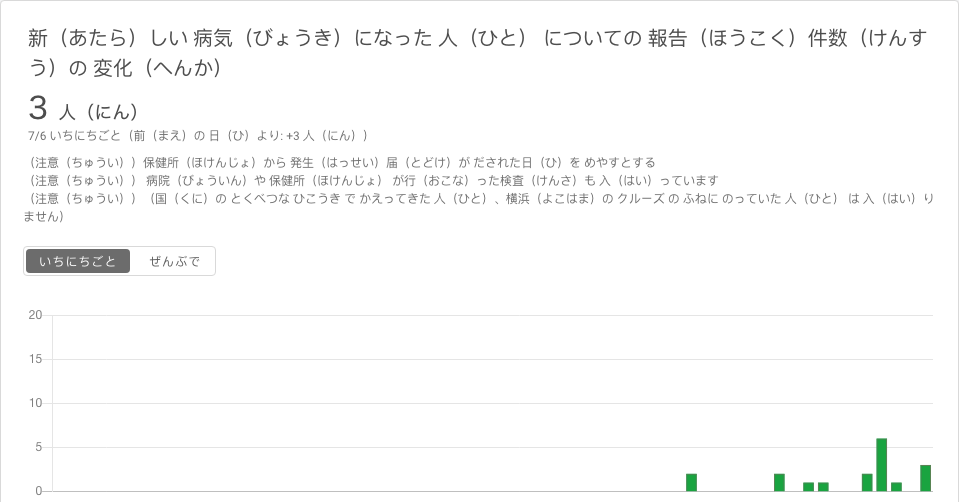 新（あたら）しい 病気（びょうき）になった 人（ひと） についての 報告（ほうこく）件数（けんす
う）の 変化（へんか）
3 人（にん）
7/6 いちにちごと（前（まえ）の 日（ひ）より: +3 人（にん））
（注意（ちゅうい））保健所（ほけんじょ）から 発生（はっせい）届（とどけ）が だされた日（ひ）を めやすとする
（注意（ちゅうい）） 病院（びょういん）や 保健所（ほけんじょ） が行（おこな）った検査（けんさ）も 入（はい）っています
（注意（ちゅうい））（国（くに）の とくべつな ひこうき で かえってきた 人（ひと）、横浜（よこはま）の クルーズ の ふねに のっていた 人（ひと） は 入（はい）り
ません）
いちにちごと ぜんぶで
20
15
10
5
0